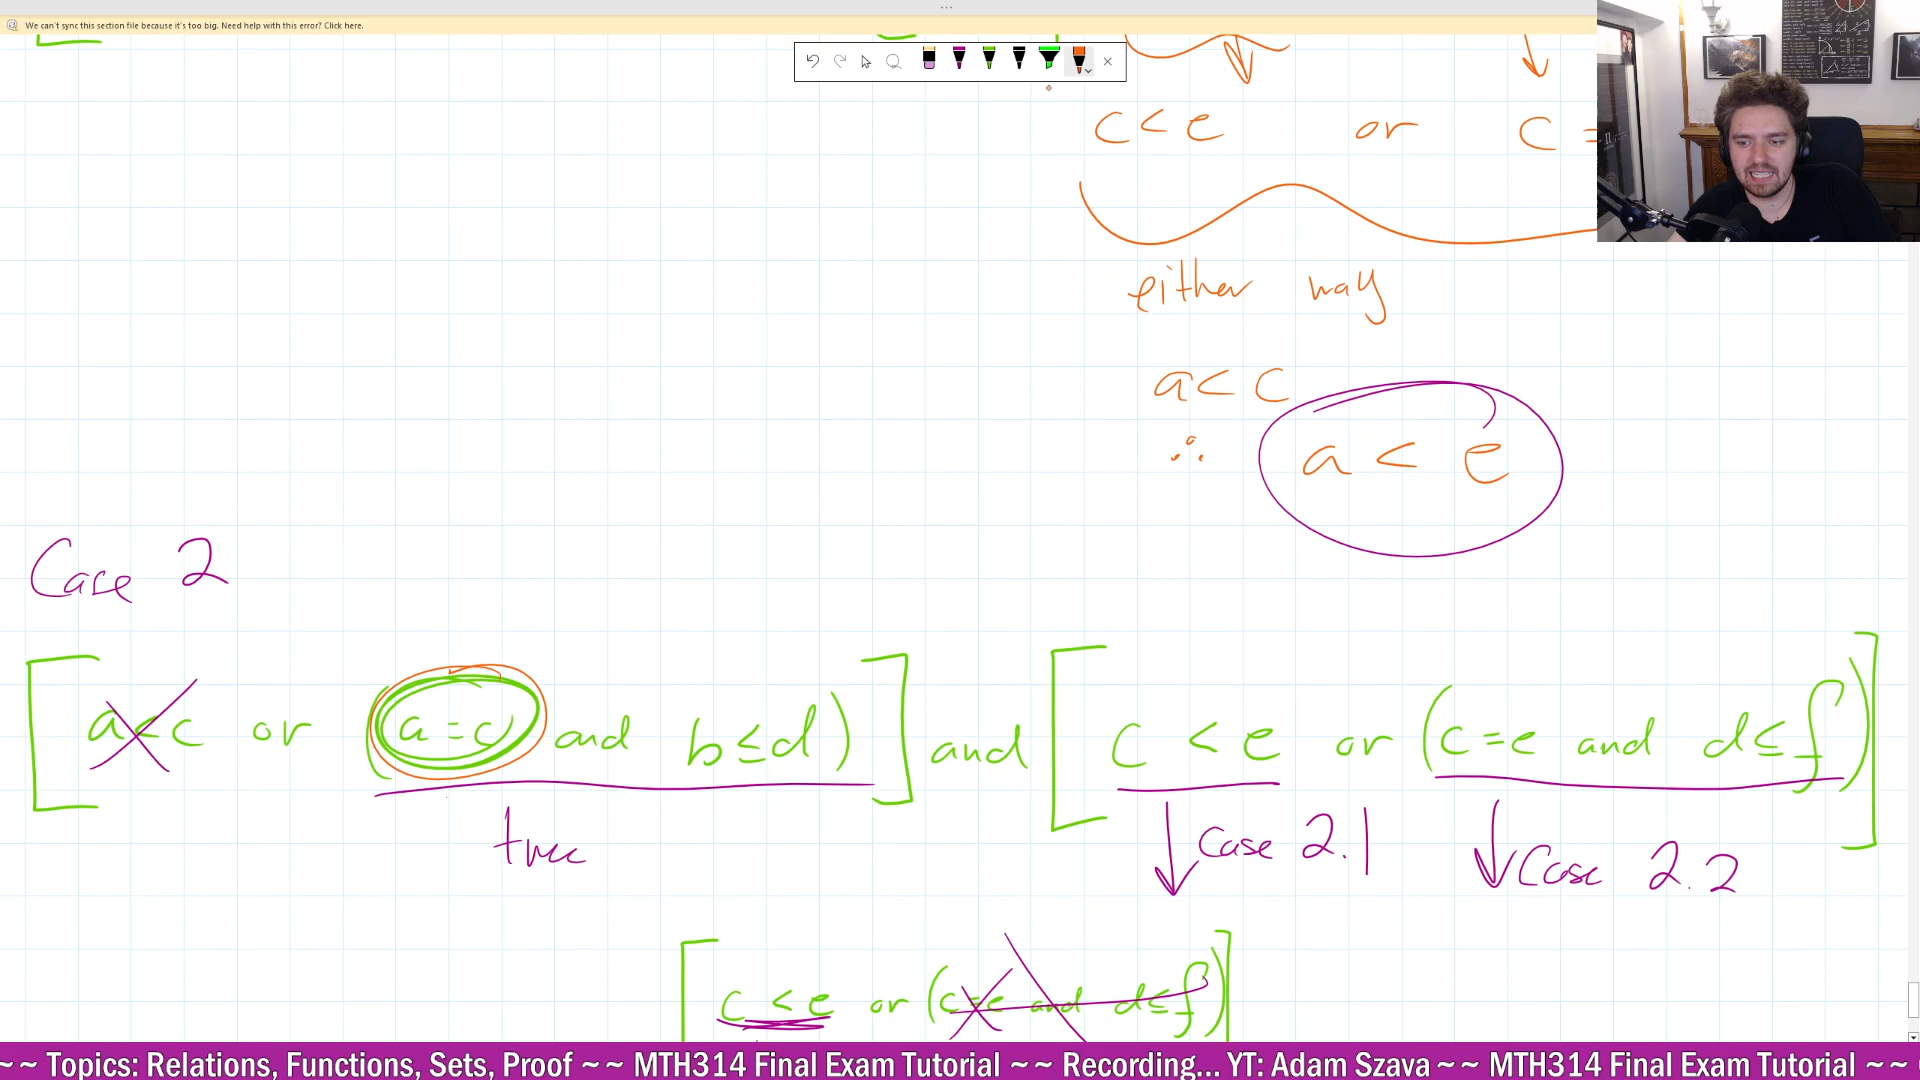 We can't sync this section file because it's too big. Need help with this error? Click here.
c < e or c =
either way
a < c
∴ a < e
Case 2
[a < c or (a = c and b ≤ d)] and [c < e or (c = e and d ≤ f)]
true
Case 2.1
Case 2.2
[c < e or (c = e and d ≤ f)]
~~ Topics: Relations, Functions, Sets, Proof ~~ MTH314 Final Exam Tutorial ~~ Recording... YT: Adam Szava ~~ MTH314 Final Exam Tutorial ~~